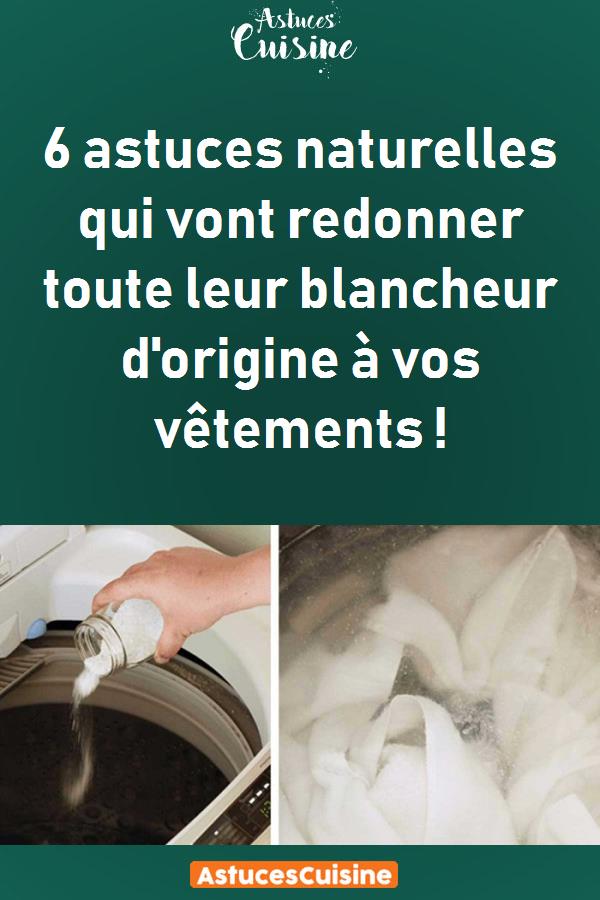 Astuces
Cuisine
6 astuces naturelles
qui vont redonner
toute leur blancheur
d'origine à vos
vêtements !
AstucesCuisine